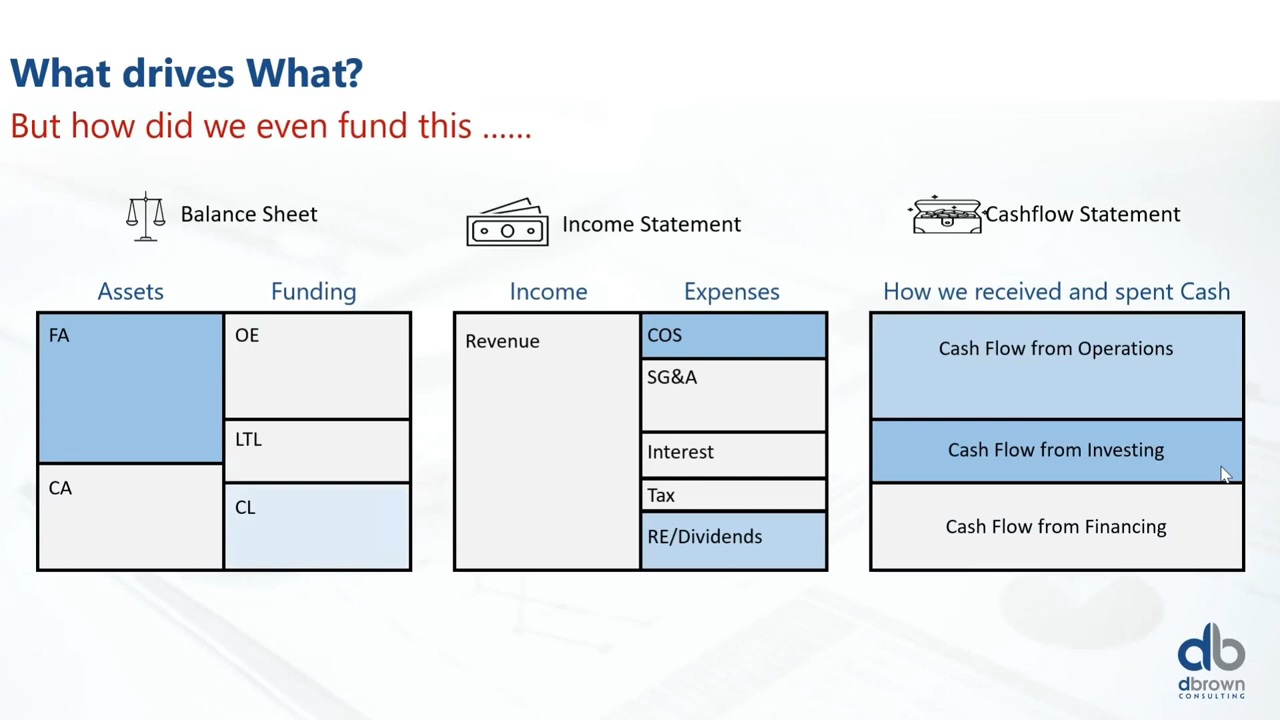 What drives What?
But how did we even fund this ......
Balance Sheet
Income Statement
Cashflow Statement
Assets
Funding
Income
Expenses
How we received and spent Cash
FA
CA
OE
LTL
CL
Revenue
COS
SG&A
Interest
Tax
RE/Dividends
Cash Flow from Operations
Cash Flow from Investing
Cash Flow from Financing
db
dbrown
CONSULTING